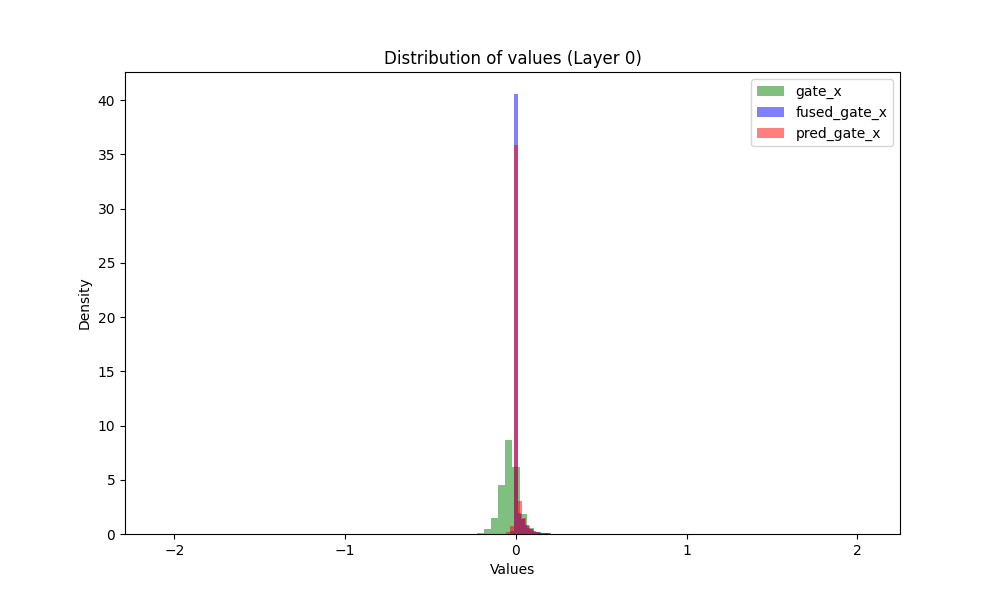 Distribution of values (Layer 0)
gate_x
fused_gate_x
pred_gate_x
Density
40
35
30
25
20
15
10
5
0
−2
−1
0
1
2
Values